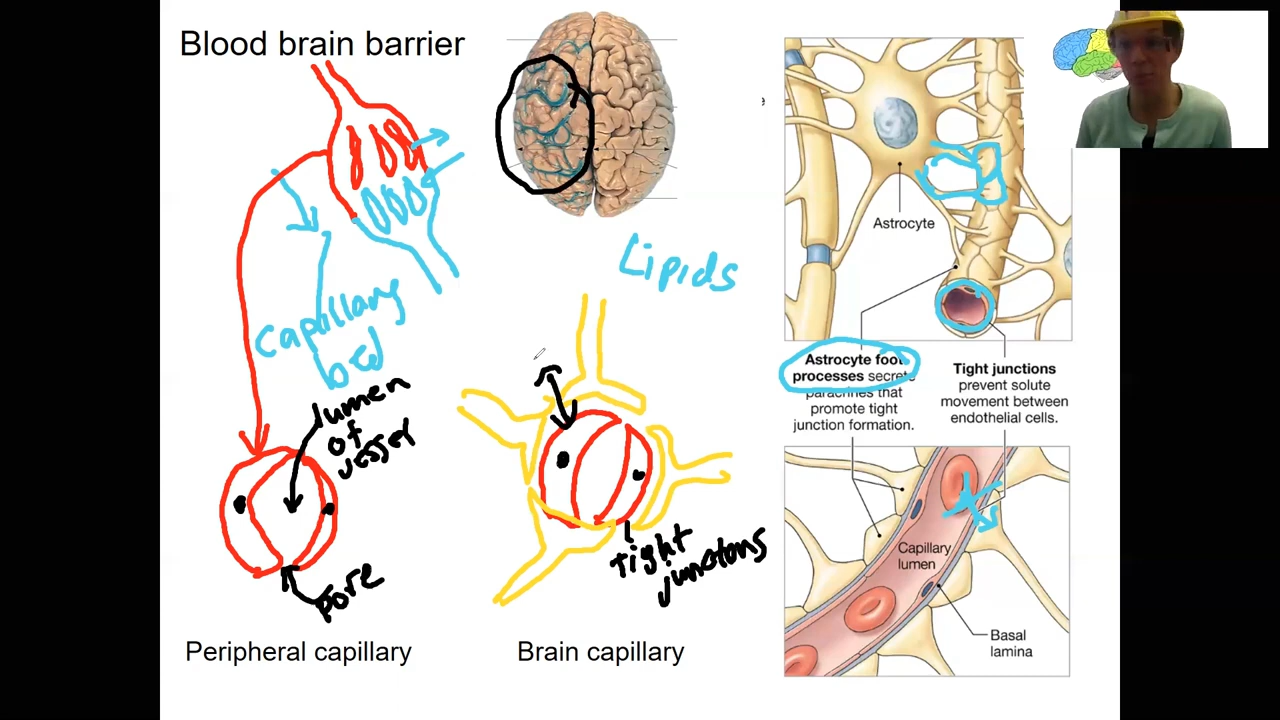 Blood brain barrier
Capillary
bed
lumen
of
vessel
Pore
Peripheral capillary
Lipids
Tight
junctions
Brain capillary
e
Astrocyte
Astrocyte foot
processes secrete
paracrines that
promote tight
junction formation.
Tight junctions
prevent solute
movement between
endothelial cells.
Capillary
lumen
Basal
lamina